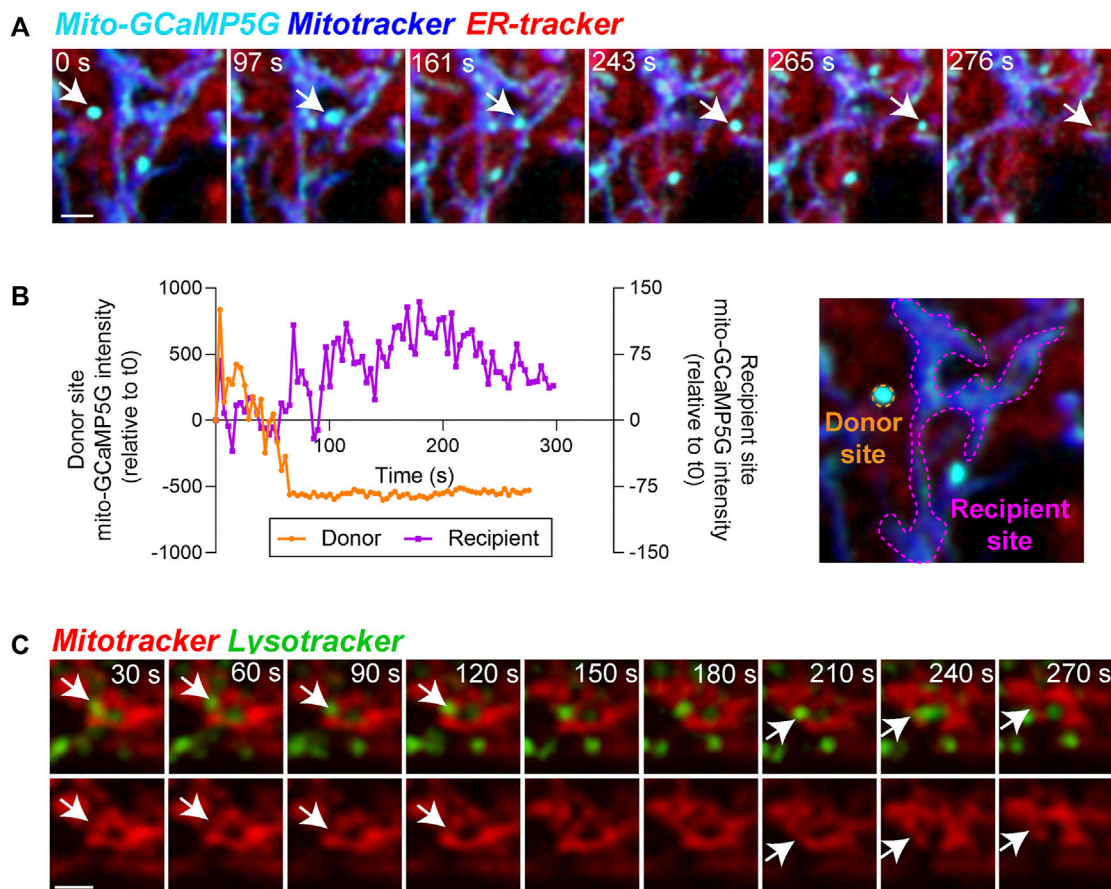 A
Mito-GCaMP5G Mitotracker ER-tracker
0 s
97 s
161 s
243 s
265 s
276 s
B
Donor site
mito-GCaMP5G intensity
(relative to t0)
1000
500
0
-500
-1000
100
200
300
Time (s)
Donor
Recipient
150
75
0
-75
-150
Recipient site
mito-GCaMP5G intensity
(relative to t0)
Donor
site
Recipient
site
C
Mitotracker Lysotracker
30 s
60 s
90 s
120 s
150 s
180 s
210 s
240 s
270 s